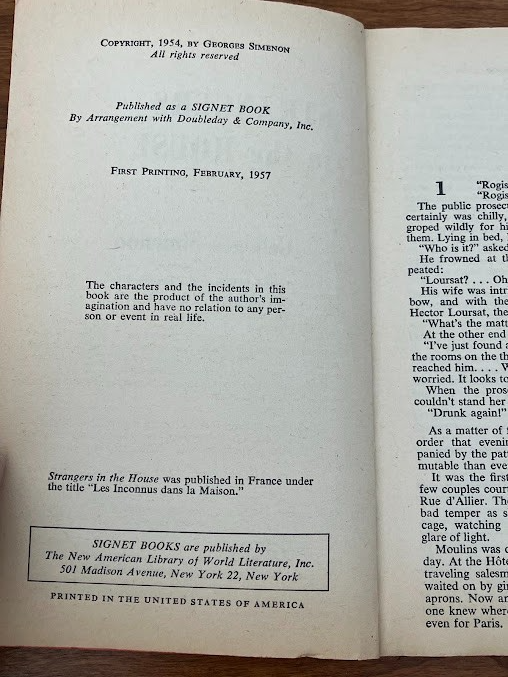 COPYRIGHT, 1954, BY GEORGES SIMENON
All rights reserved
Published as a SIGNET BOOK
By Arrangement with Doubleday & Company, Inc.
FIRST PRINTING, FEBRUARY, 1957
The characters and the incidents in this
book are the product of the author's im-
agination and have no relation to any per-
son or event in real life.
Strangers in the House was published in France under
the title "Les Inconnus dans la Maison."
SIGNET BOOKS are published by
The New American Library of World Literature, Inc.
501 Madison Avenue, New York 22, New York
PRINTED IN THE UNITED STATES OF AMERICA
1 "Rogis
"Rogis
The public prosec
certainly was chilly,
groped wildly for hi
them. Lying in bed,
"Who is it?" asked
He frowned at th
peated:
"Loursat? . . . Oh
His wife was intr
bow, and with the
Hector Loursat, the
"What's the matt
At the other end
"I've just found a
the rooms on the th
reached him. . . . W
worried. It looks to
When the pros
couldn't stand her
"Drunk again!"
As a matter of f
order that evenin
panied by the pat
mutable than eve
It was the first
few couples cour
Rue d'Allier. The
bad temper as s
cage, watching
glare of light.
Moulins was c
day. At the Hôte
traveling salesm
waited on by gir
aprons. Now an
one knew where
even for Paris.